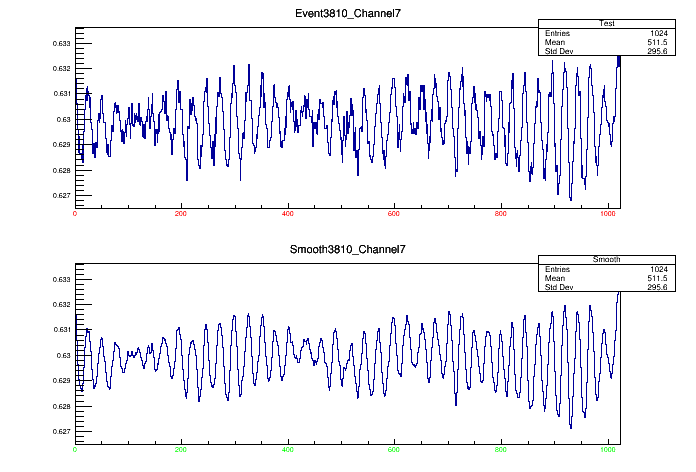 Event3810_Channel7
Test
Entries 1024
Mean 511.5
Std Dev 295.6
0.633
0.632
0.631
0.63
0.629
0.628
0.627
0 200 400 600 800 1000
Smooth3810_Channel7
Smooth
Entries 1024
Mean 511.5
Std Dev 295.6
0.633
0.632
0.631
0.63
0.629
0.628
0.627
0 200 400 600 800 1000